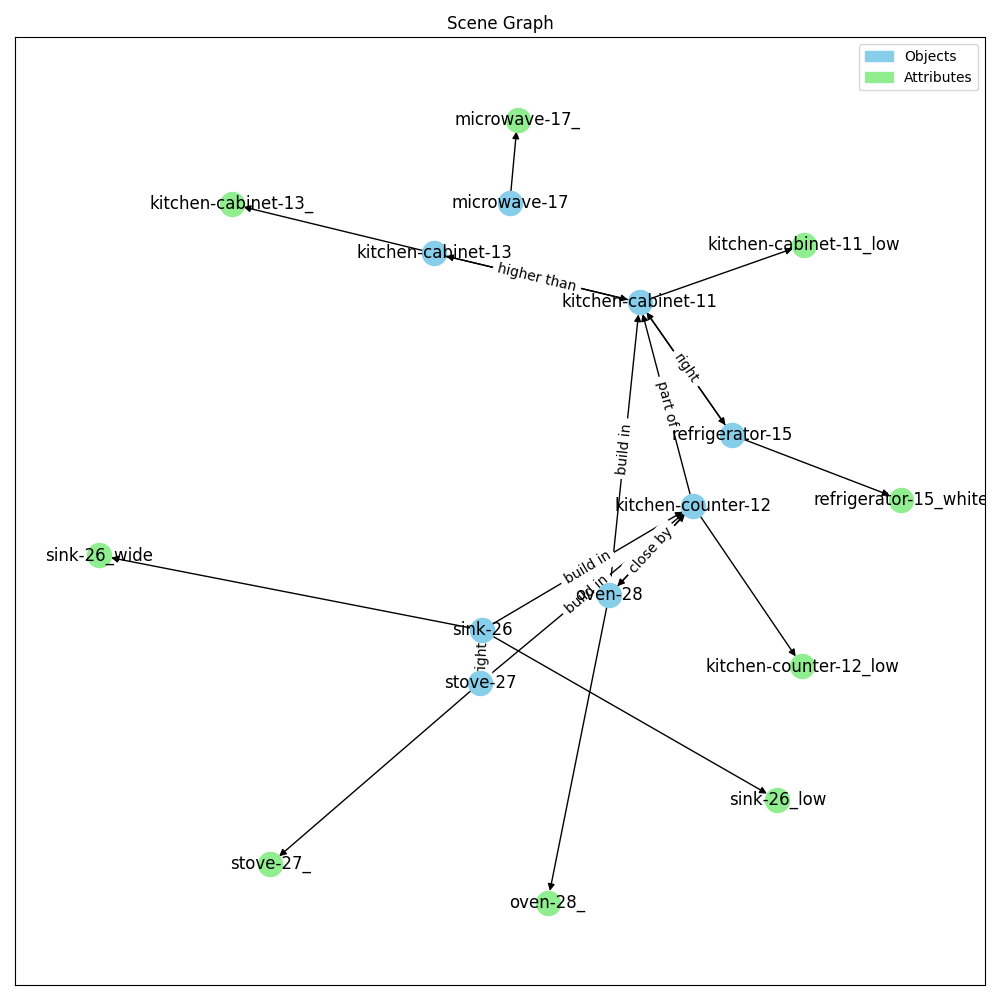 Scene Graph
Objects
Attributes
microwave-17_
kitchen-cabinet-13_
microwave-17
kitchen-cabinet-11_low
kitchen-cabinet-13
higher than
kitchen-cabinet-11
right
part of
refrigerator-15
build in
refrigerator-15_white
kitchen-counter-12
close by
sink-26_wide
build in
build in
oven-28
sink-26
right
stove-27
kitchen-counter-12_low
sink-26_low
stove-27_
oven-28_